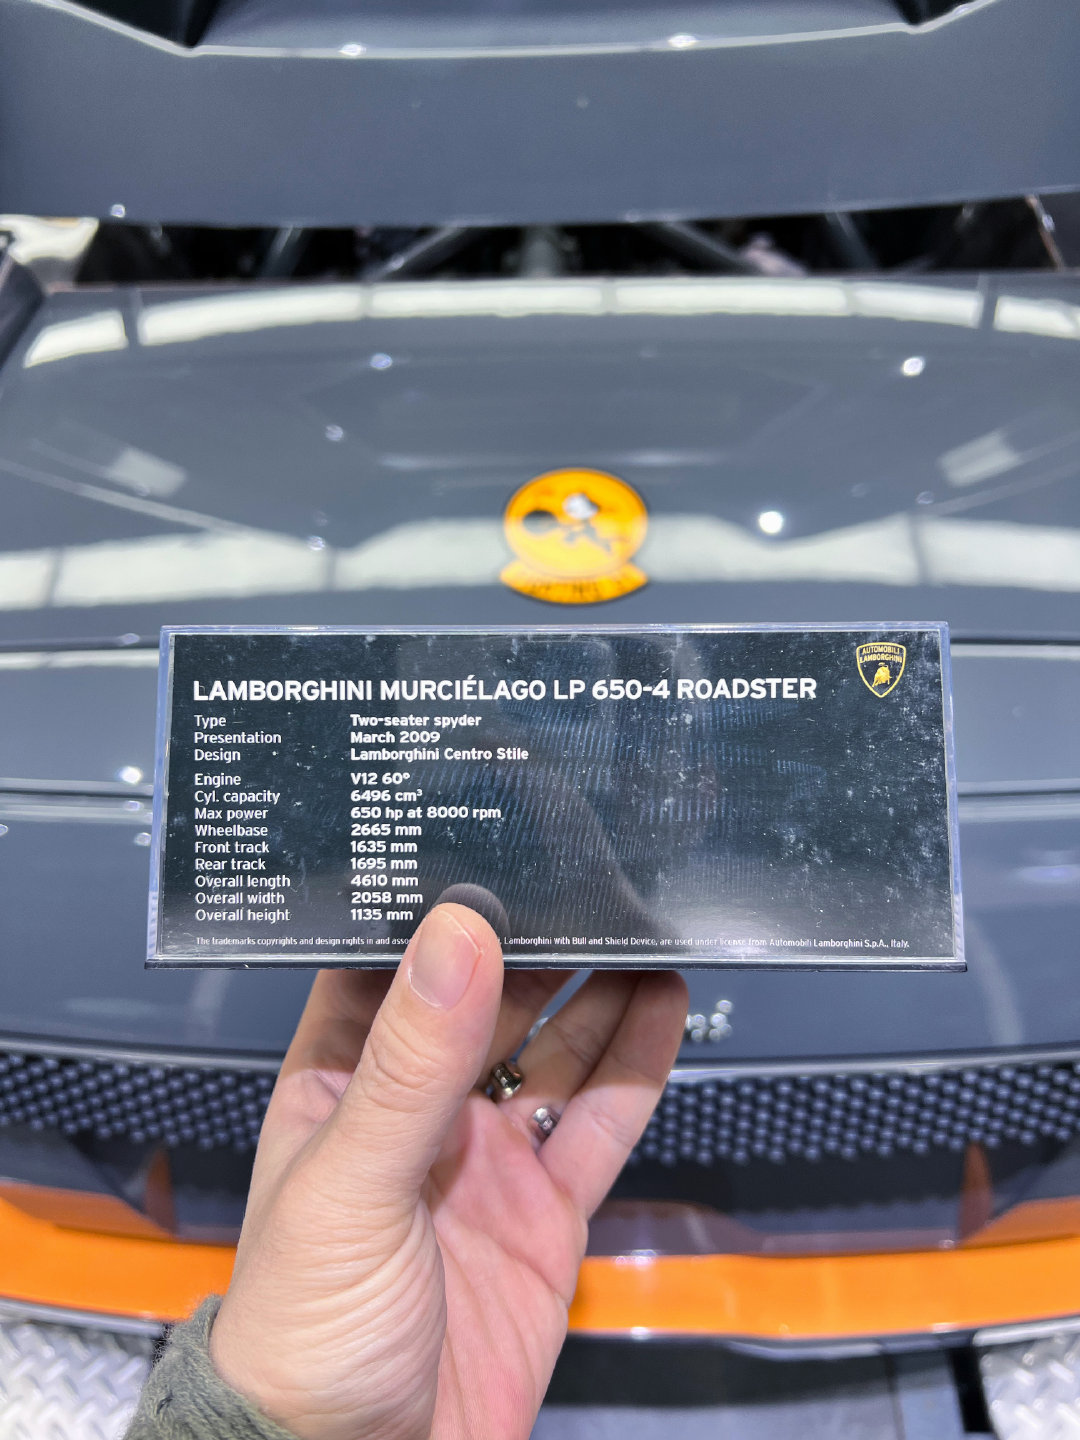 AUTOMOBILI
LAMBORGHINI
LAMBORGHINI MURCIÉLAGO LP 650-4 ROADSTER
Type Two-seater spyder
Presentation March 2009
Design Lamborghini Centro Stile
Engine V12 60°
Cyl. capacity 6496 cm³
Max power 650 hp at 8000 rpm
Wheelbase 2665 mm
Front track 1635 mm
Rear track 1695 mm
Overall length 4610 mm
Overall width 2058 mm
Overall height 1135 mm
The trademarks copyrights and design rights in and Lamborghini with Bull and Shield Device, are used under license from Automobili Lamborghini S.p.A., Italy.